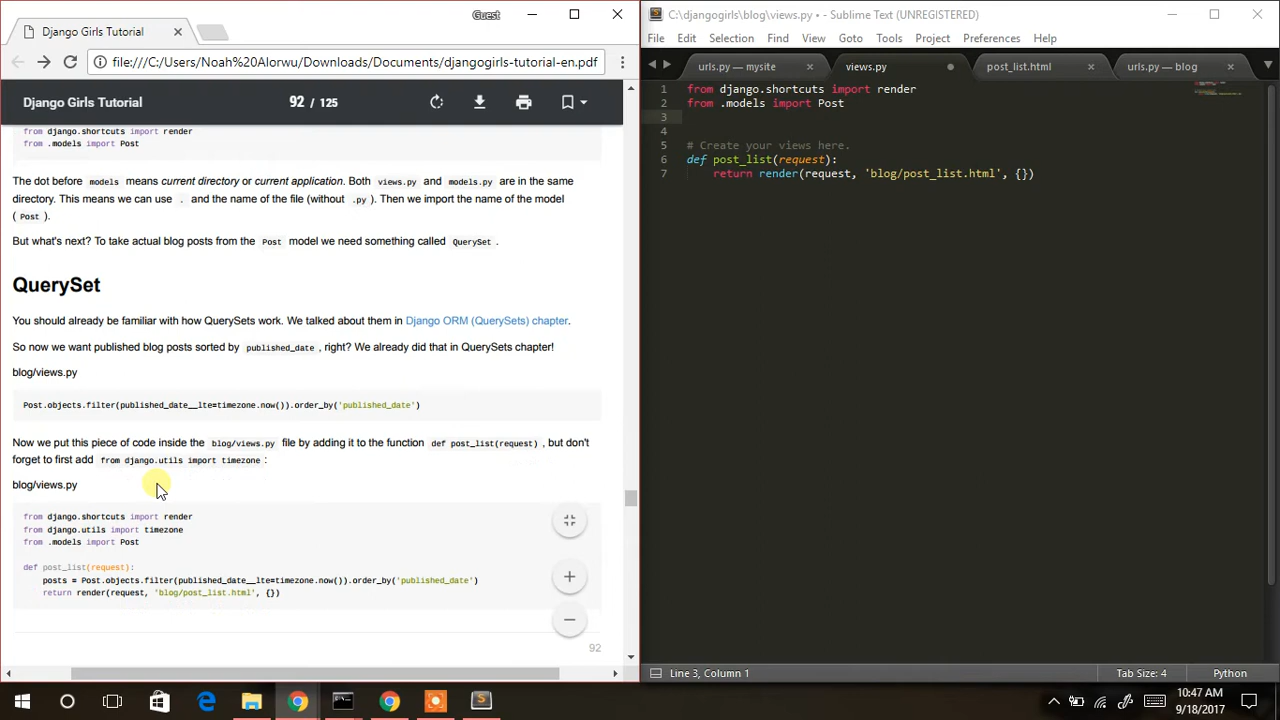 Guest
Django Girls Tutorial
file:///C:/Users/Noah%20Alorwu/Downloads/Documents/djangogirls-tutorial-en.pdf
Django Girls Tutorial
92 / 125
from django.shortcuts import render
from .models import Post
The dot before models means current directory or current application. Both views.py and models.py are in the same
directory. This means we can use . and the name of the file (without .py ). Then we import the name of the model
( Post ).
But what's next? To take actual blog posts from the Post model we need something called QuerySet .
QuerySet
You should already be familiar with how QuerySets work. We talked about them in Django ORM (QuerySets) chapter.
So now we want published blog posts sorted by published_date , right? We already did that in QuerySets chapter!
blog/views.py
Post.objects.filter(published_date__lte=timezone.now()).order_by('published_date')
Now we put this piece of code inside the blog/views.py file by adding it to the function def post_list(request) , but don't
forget to first add from django.utils import timezone :
blog/views.py
from django.shortcuts import render
from django.utils import timezone
from .models import Post
def post_list(request):
posts = Post.objects.filter(published_date__lte=timezone.now()).order_by('published_date')
return render(request, 'blog/post_list.html', {})
92
C:\djangogirls\blog\views.py • - Sublime Text (UNREGISTERED)
File Edit Selection Find View Goto Tools Project Preferences Help
urls.py — mysite
views.py
post_list.html
urls.py — blog
1 from django.shortcuts import render
2 from .models import Post
3
4
5 # Create your views here.
6 def post_list(request):
7 return render(request, 'blog/post_list.html', {})
Line 3, Column 1
Tab Size: 4
Python
10:47 AM
9/18/2017